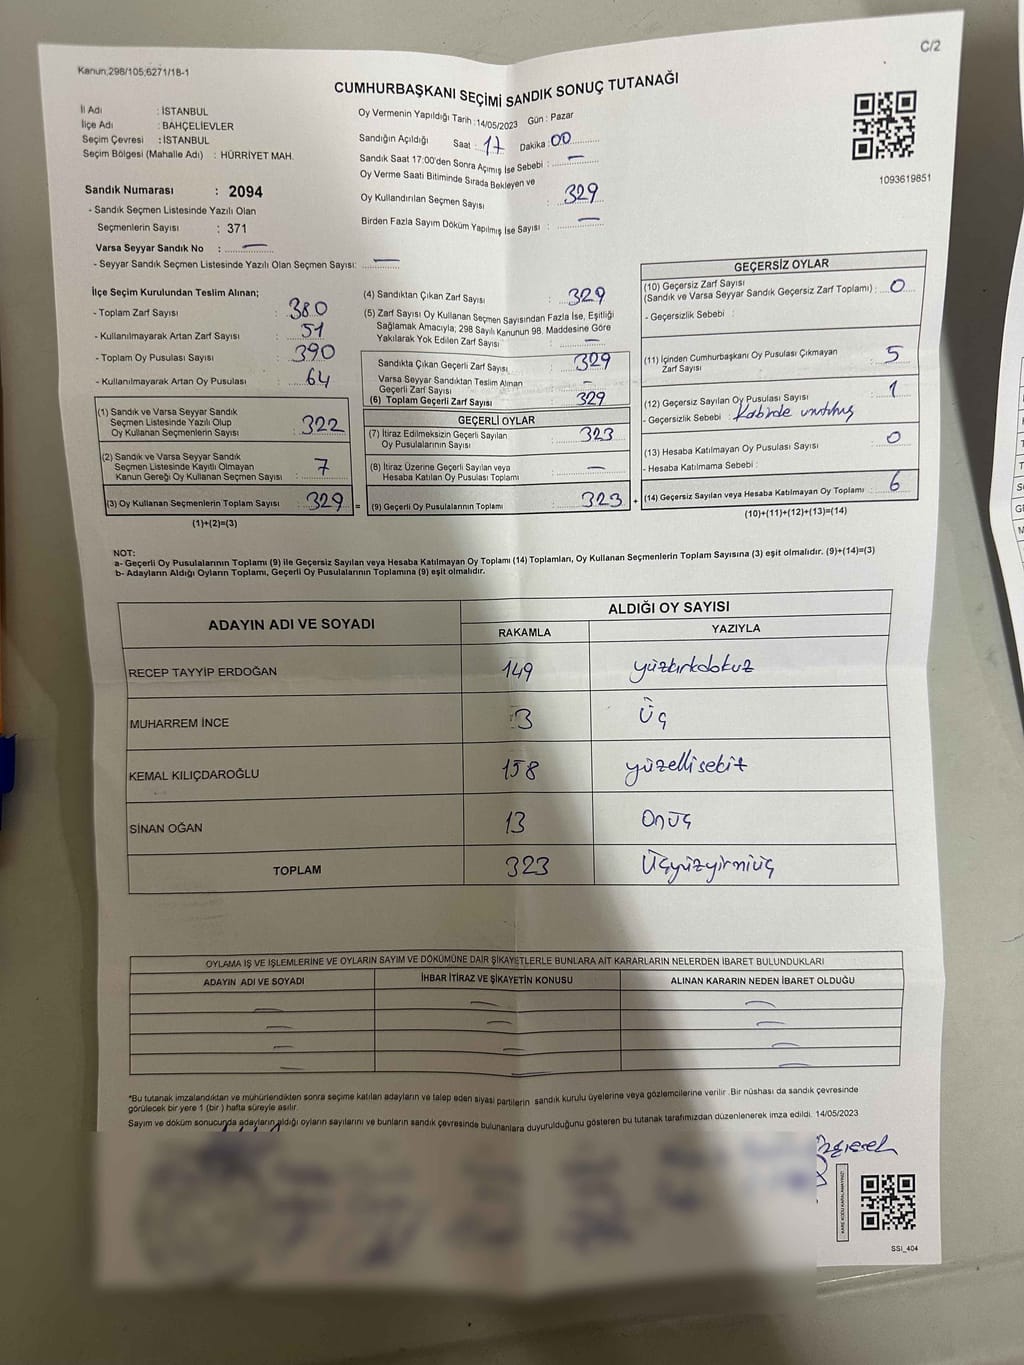 C/2
Kanun,298/105;6271/18-1
CUMHURBAŞKANI SEÇİMİ SANDIK SONUÇ TUTANAĞI
İl Adı : İSTANBUL
İlçe Adı : BAHÇELİEVLER
Seçim Çevresi : İSTANBUL
Seçim Bölgesi (Mahalle Adı) : HÜRRİYET MAH.
Sandık Numarası : 2094
- Sandık Seçmen Listesinde Yazılı Olan
Seçmenlerin Sayısı : 371
Varsa Seyyar Sandık No : —
- Seyyar Sandık Seçmen Listesinde Yazılı Olan Seçmen Sayısı: —
Oy Vermenin Yapıldığı Tarih :14/05/2023 Gün : Pazar
Sandığın Açıldığı Saat : 17 Dakika : 00
Sandık Saat 17:00'den Sonra Açımış İse Sebebi : —
Oy Verme Saati Bitiminde Sırada Bekleyen ve
Oy Kullandırılan Seçmen Sayısı : 329
Birden Fazla Sayım Döküm Yapılmış İse Sayısı : —
1093619851
İlçe Seçim Kurulundan Teslim Alınan;
- Toplam Zarf Sayısı : 380
- Kullanılmayarak Artan Zarf Sayısı : 51
- Toplam Oy Pusulası Sayısı : 390
- Kullanılmayarak Artan Oy Pusulası : 64
(1) Sandık ve Varsa Seyyar Sandık
Seçmen Listesinde Yazılı Olup
Oy Kullanan Seçmenlerin Sayısı : 322
(2) Sandık ve Varsa Seyyar Sandık
Seçmen Listesinde Kayıtlı Olmayan
Kanun Gereği Oy Kullanan Seçmen Sayısı : 7
(3) Oy Kullanan Seçmenlerin Toplam Sayısı : 329 =
(1)+(2)=(3)
(4) Sandıktan Çıkan Zarf Sayısı : 329
(5) Zarf Sayısı Oy Kullanan Seçmen Sayısından Fazla İse, Eşitliği
Sağlamak Amacıyla; 298 Sayılı Kanunun 98. Maddesine Göre
Yakılarak Yok Edilen Zarf Sayısı : —
Sandıkta Çıkan Geçerli Zarf Sayısı 329
Varsa Seyyar Sandıktan Teslim Alınan
Geçerli Zarf Sayısı —
(6) Toplam Geçerli Zarf Sayısı 329
GEÇERLİ OYLAR
(7) İtiraz Edilmeksizin Geçerli Sayılan
Oy Pusulalarının Sayısı : 323
(8) İtiraz Üzerine Geçerli Sayılan veya
Hesaba Katılan Oy Pusulası Toplamı : —
(9) Geçerli Oy Pusulalarının Toplamı : 323 +
GEÇERSİZ OYLAR
(10) Geçersiz Zarf Sayısı
(Sandık ve Varsa Seyyar Sandık Geçersiz Zarf Toplamı) : 0
- Geçersizlik Sebebi :
(11) İçinden Cumhurbaşkanı Oy Pusulası Çıkmayan
Zarf Sayısı : 5
(12) Geçersiz Sayılan Oy Pusulası Sayısı : 1
- Geçersizlik Sebebi : Kabinde unutmuş
(13) Hesaba Katılmayan Oy Pusulası Sayısı : 0
- Hesaba Katılmama Sebebi :
(14) Geçersiz Sayılan veya Hesaba Katılmayan Oy Toplamı : 6
(10)+(11)+(12)+(13)=(14)
NOT:
a- Geçerli Oy Pusulalarının Toplamı (9) ile Geçersiz Sayılan veya Hesaba Katılmayan Oy Toplamı (14) Toplamları, Oy Kullanan Seçmenlerin Toplam Sayısına (3) eşit olmalıdır. (9)+(14)=(3)
b- Adayların Aldığı Oyların Toplamı, Geçerli Oy Pusulalarının Toplamına (9) eşit olmalıdır.
ADAYIN ADI VE SOYADI ALDIĞI OY SAYISI
RAKAMLA YAZIYLA
RECEP TAYYİP ERDOĞAN 149 yüzkırkdokuz
MUHARREM İNCE 3 Üç
KEMAL KILIÇDAROĞLU 158 yüzellisekiz
SİNAN OĞAN 13 Onüç
TOPLAM 323 Üçyüzyirmiüç
OYLAMA İŞ VE İŞLEMLERİNE VE OYLARIN SAYIM VE DÖKÜMÜNE DAİR ŞİKAYETLERLE BUNLARA AİT KARARLARIN NELERDEN İBARET BULUNDUKLARI
ADAYIN ADI VE SOYADI İHBAR İTİRAZ VE ŞİKAYETİN KONUSU ALINAN KARARIN NEDEN İBARET OLDUĞU
— — —
— — —
— — —
— — —
*Bu tutanak imzalandıktan ve mühürlendikten sonra seçime katılan adayların ve talep eden siyasi partilerin sandık kurulu üyelerine veya gözlemcilerine verilir .Bir nüshası da sandık çevresinde
görülecek bir yere 1 (bir ) hafta süreyle asılır.
Sayım ve döküm sonucunda adayların aldığı oyların sayılarını ve bunların sandık çevresinde bulunanlara duyurulduğunu gösteren bu tutanak tarafımızdan düzenlenerek imza edildi. 14/05/2023
SSİ_404